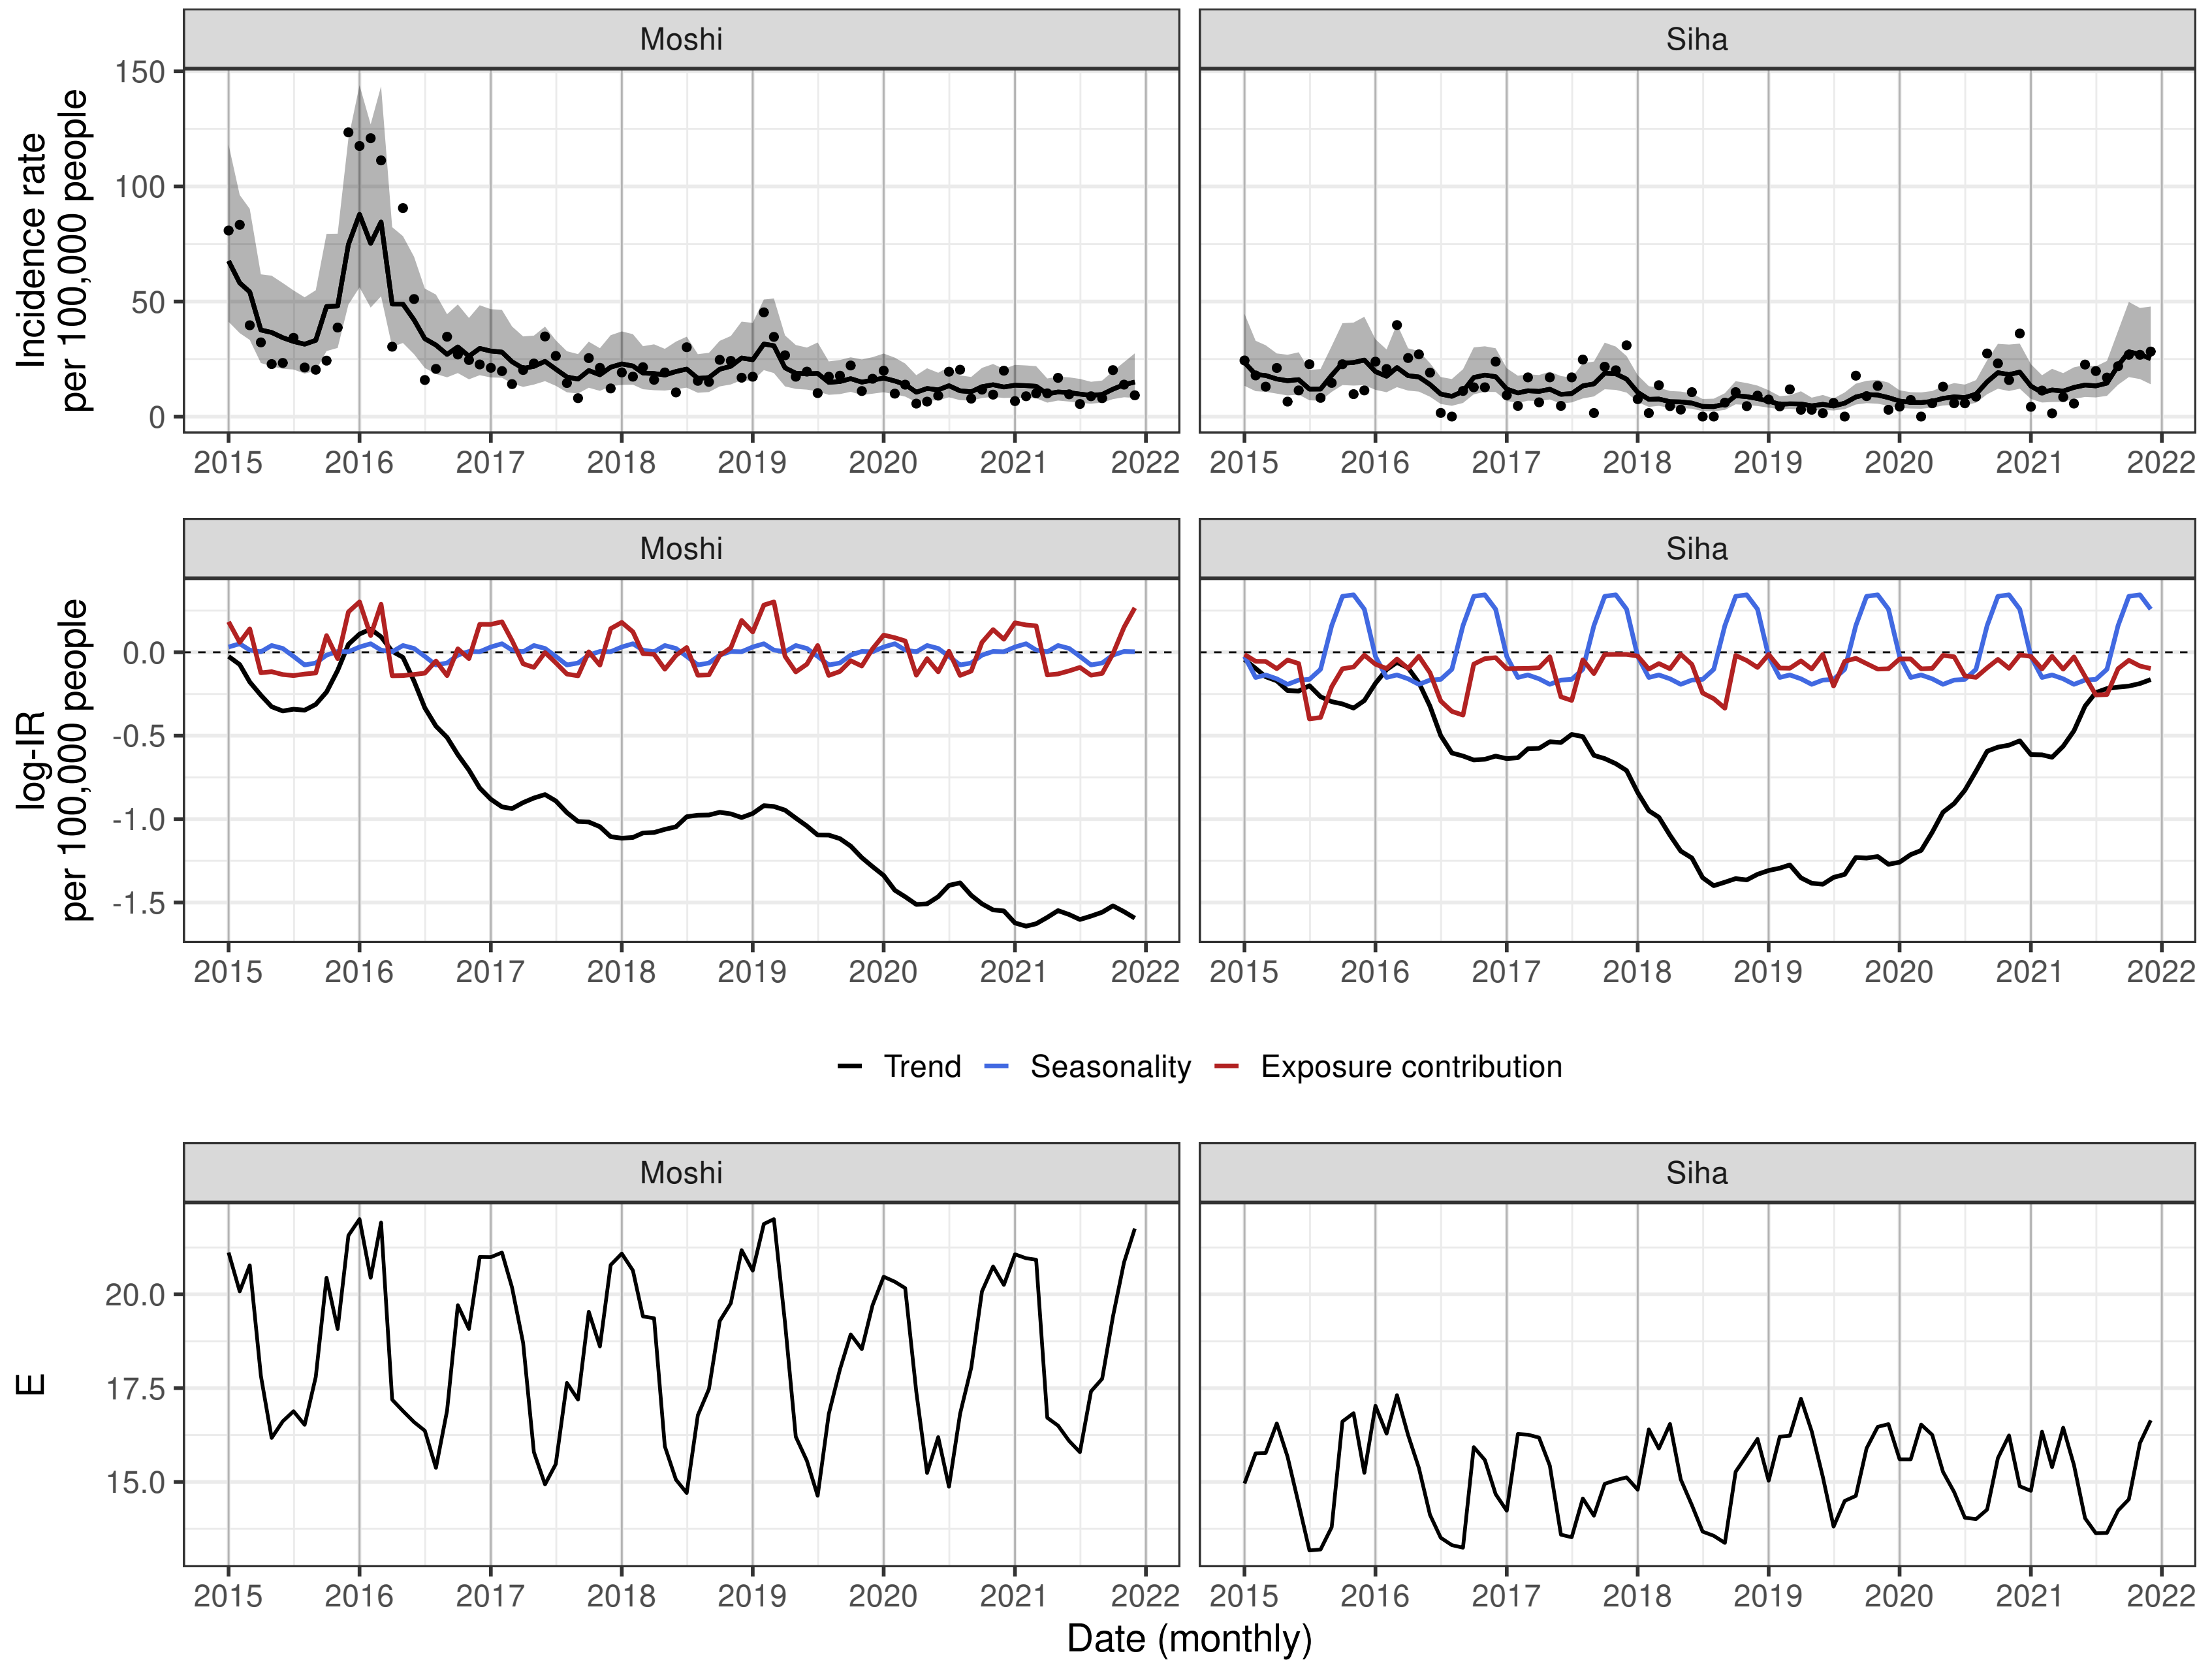 Moshi
Siha
Incidence rate
per 100,000 people
150
100
50
0
2015 2016 2017 2018 2019 2020 2021 2022
2015 2016 2017 2018 2019 2020 2021 2022
Moshi
Siha
log-IR
per 100,000 people
0.0
-0.5
-1.0
-1.5
2015 2016 2017 2018 2019 2020 2021 2022
2015 2016 2017 2018 2019 2020 2021 2022
Trend Seasonality Exposure contribution
Moshi
Siha
E
20.0
17.5
15.0
2015 2016 2017 2018 2019 2020 2021 2022
2015 2016 2017 2018 2019 2020 2021 2022
Date (monthly)